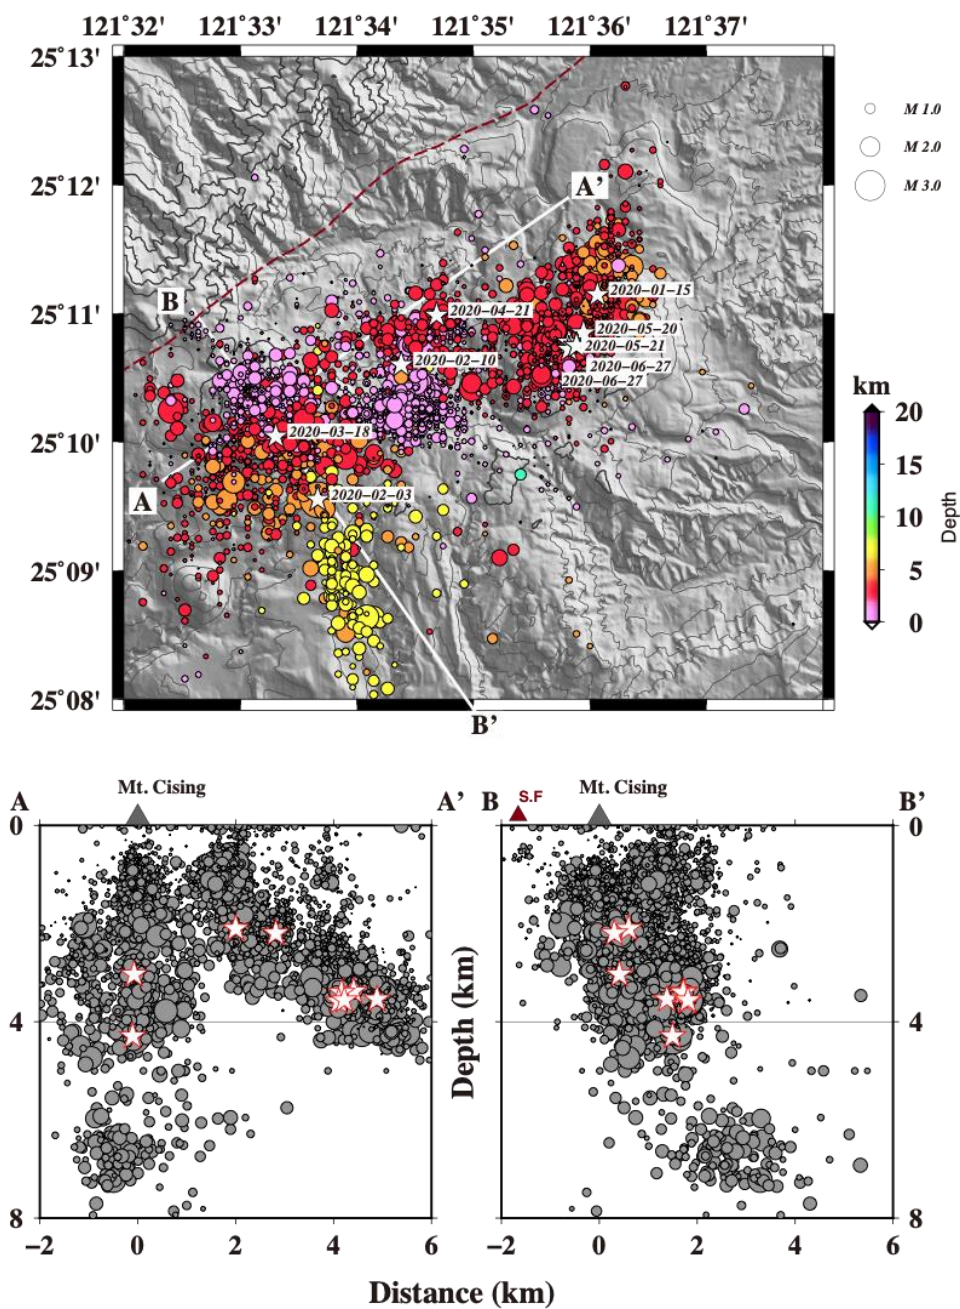 121°32' 121°33' 121°34' 121°35' 121°36' 121°37'
25°13'
25°12'
25°11'
25°10'
25°09'
25°08'
M 1.0
M 2.0
M 3.0
A'
B
2020-01-15
2020-04-21
2020-05-20
2020-05-21
2020-02-10
2020-06-27
2020-06-27
2020-03-18
A
2020-02-03
B'
km
20
15
10
5
0
Depth
Mt. Cising
A A'
0
4
8
-2 0 2 4 6
Depth (km)
S.F
Mt. Cising
B B'
0
4
8
-2 0 2 4 6
Distance (km)